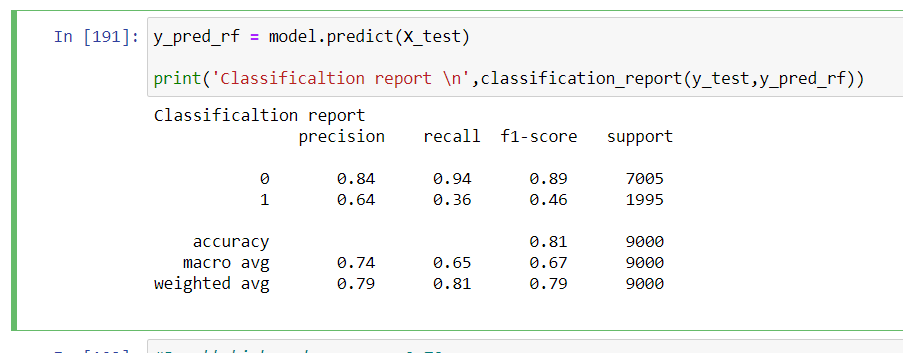 In [191]: y_pred_rf = model.predict(X_test)
print('Classificaltion report \n',classification_report(y_test,y_pred_rf))
Classificaltion report
precision recall f1-score support
0 0.84 0.94 0.89 7005
1 0.64 0.36 0.46 1995
accuracy 0.81 9000
macro avg 0.74 0.65 0.67 9000
weighted avg 0.79 0.81 0.79 9000